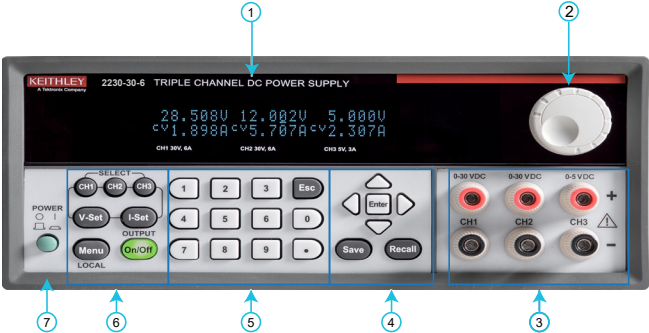 1
2
KEITHLEY
A Tektronix Company
2230-30-6 TRIPLE CHANNEL DC POWER SUPPLY
28.508V 12.002V 5.000V
CV1.898A CV5.707A CV2.307A
CH1 30V, 6A CH2 30V, 6A CH3 5V, 3A
SELECT
CH1 CH2 CH3
V-Set I-Set
OUTPUT
Menu On/Off
LOCAL
POWER
1 2 3 Esc
4 5 6 0
7 8 9 .
Enter
Save Recall
0-30 VDC 0-30 VDC 0-5 VDC
+
CH1 CH2 CH3
−
7 6 5 4 3